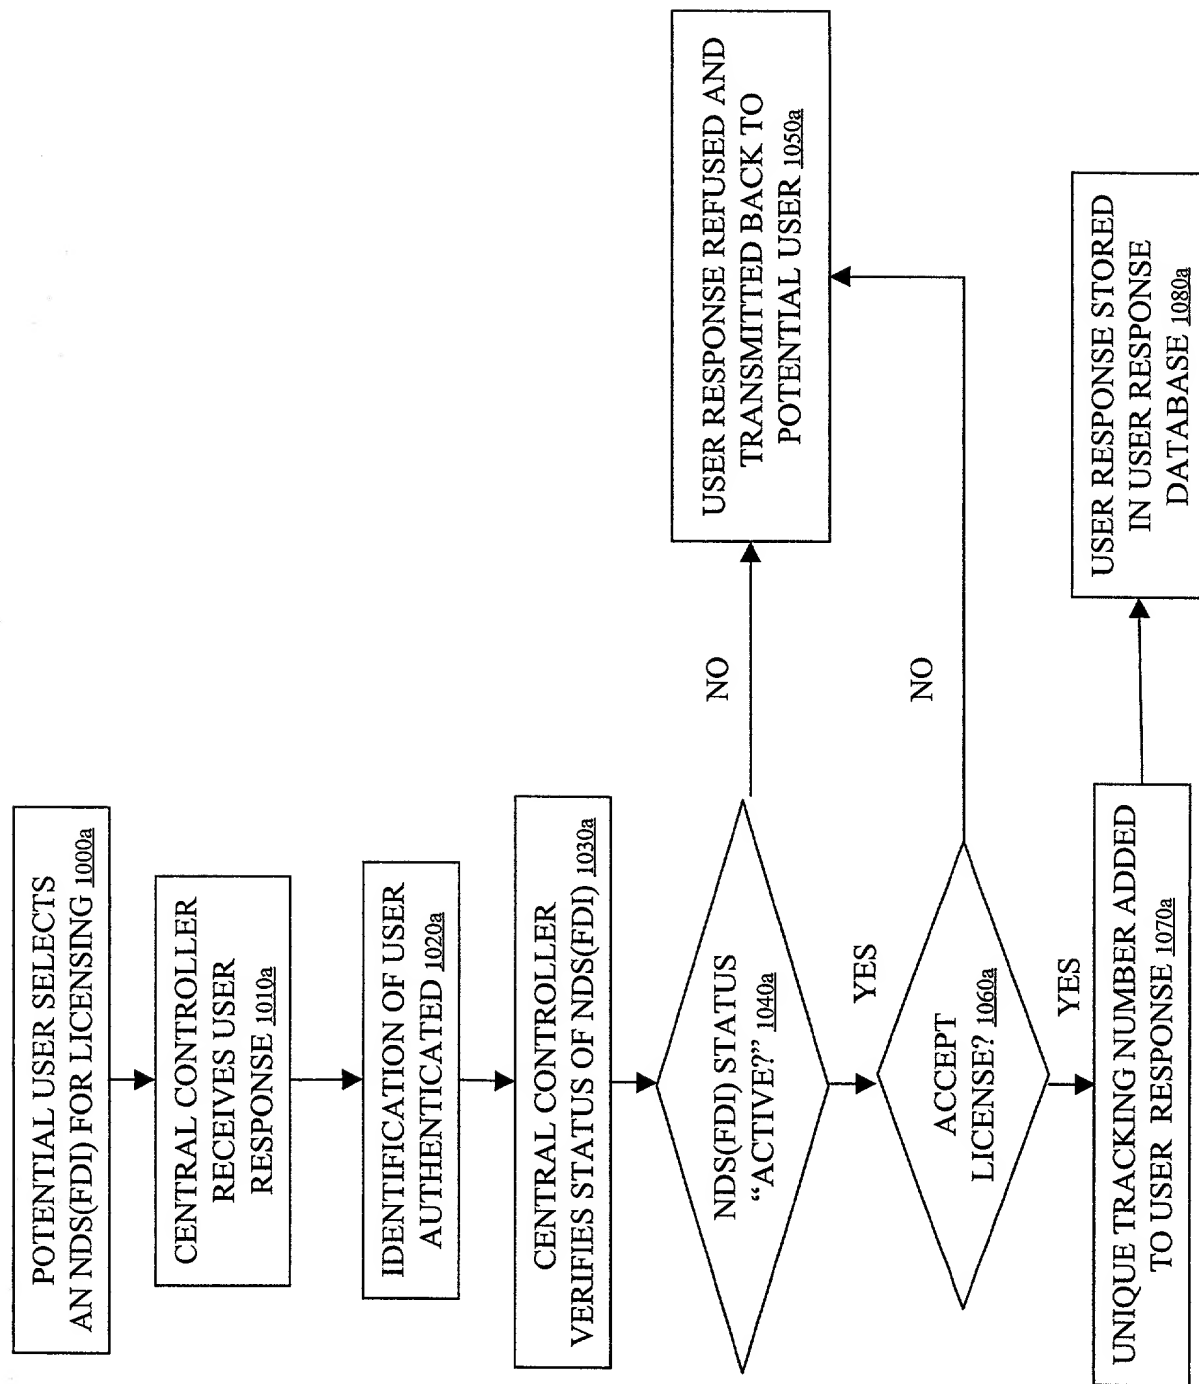 POTENTIAL USER SELECTS
AN NDS(FDI) FOR LICENSING 1000a
CENTRAL CONTROLLER
RECEIVES USER
RESPONSE 1010a
IDENTIFICATION OF USER
AUTHENTICATED 1020a
CENTRAL CONTROLLER
VERIFIES STATUS OF NDS(FDI) 1030a
NDS(FDI) STATUS
“ACTIVE?” 1040a
NO
USER RESPONSE REFUSED AND
TRANSMITTED BACK TO
POTENTIAL USER 1050a
YES
ACCEPT
LICENSE? 1060a
NO
YES
UNIQUE TRACKING NUMBER ADDED
TO USER RESPONSE 1070a
USER RESPONSE STORED
IN USER RESPONSE
DATABASE 1080a